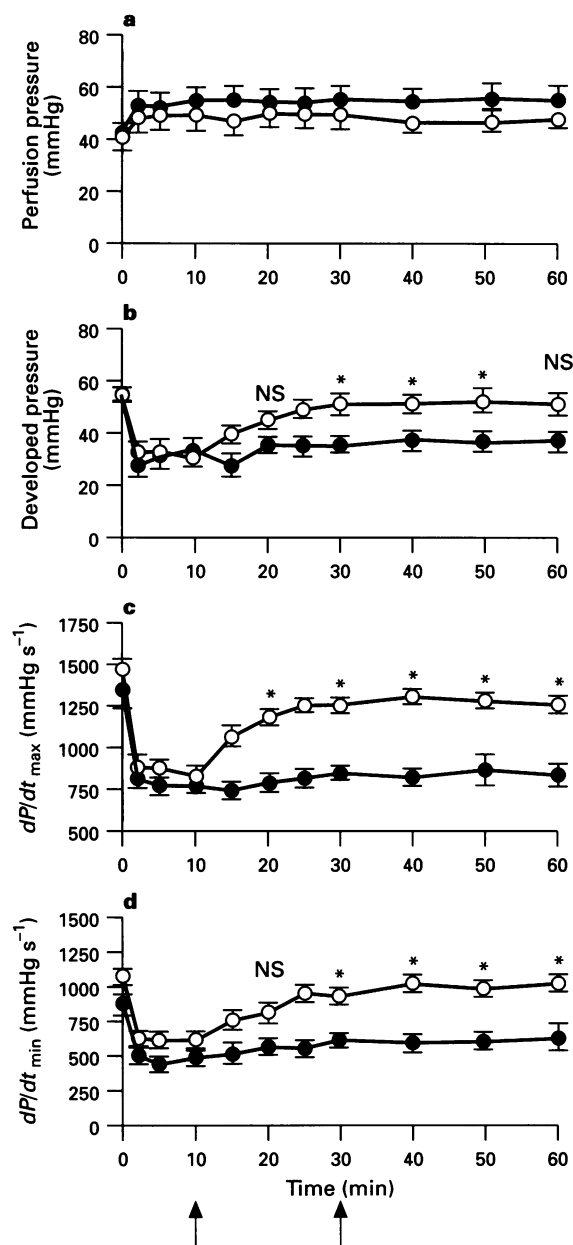 a
Perfusion pressure
(mmHg)
80
60
40
20
0
0 10 20 30 40 50 60
b
Developed pressure
(mmHg)
80
60
40
20
0
NS * * * NS
0 10 20 30 40 50 60
c
dP/dt max (mmHg s⁻¹)
1750
1500
1250
1000
750
500
* * * * *
0 10 20 30 40 50 60
d
dP/dt min (mmHg s⁻¹)
1500
1250
1000
750
500
250
0
NS * * * *
0 10 20 30 40 50 60
Time (min)